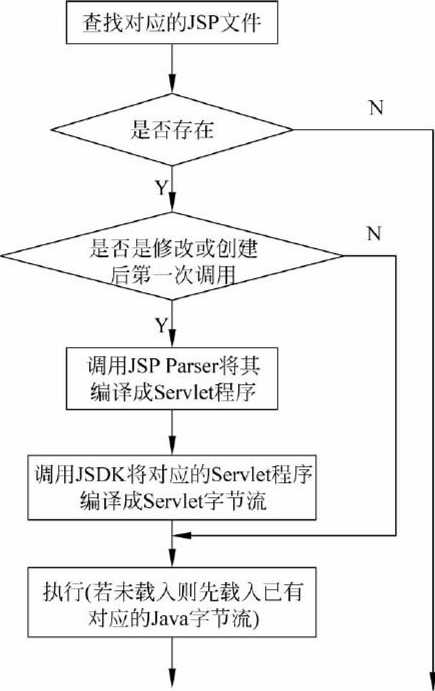 查找对应的JSP文件
是否存在
N
Y
是否是修改或创建
后第一次调用
N
Y
调用JSP Parser将其
编译成Servlet程序
调用JSDK将对应的Servlet程序
编译成Servlet字节流
执行(若未载入则先载入已有
对应的Java字节流)